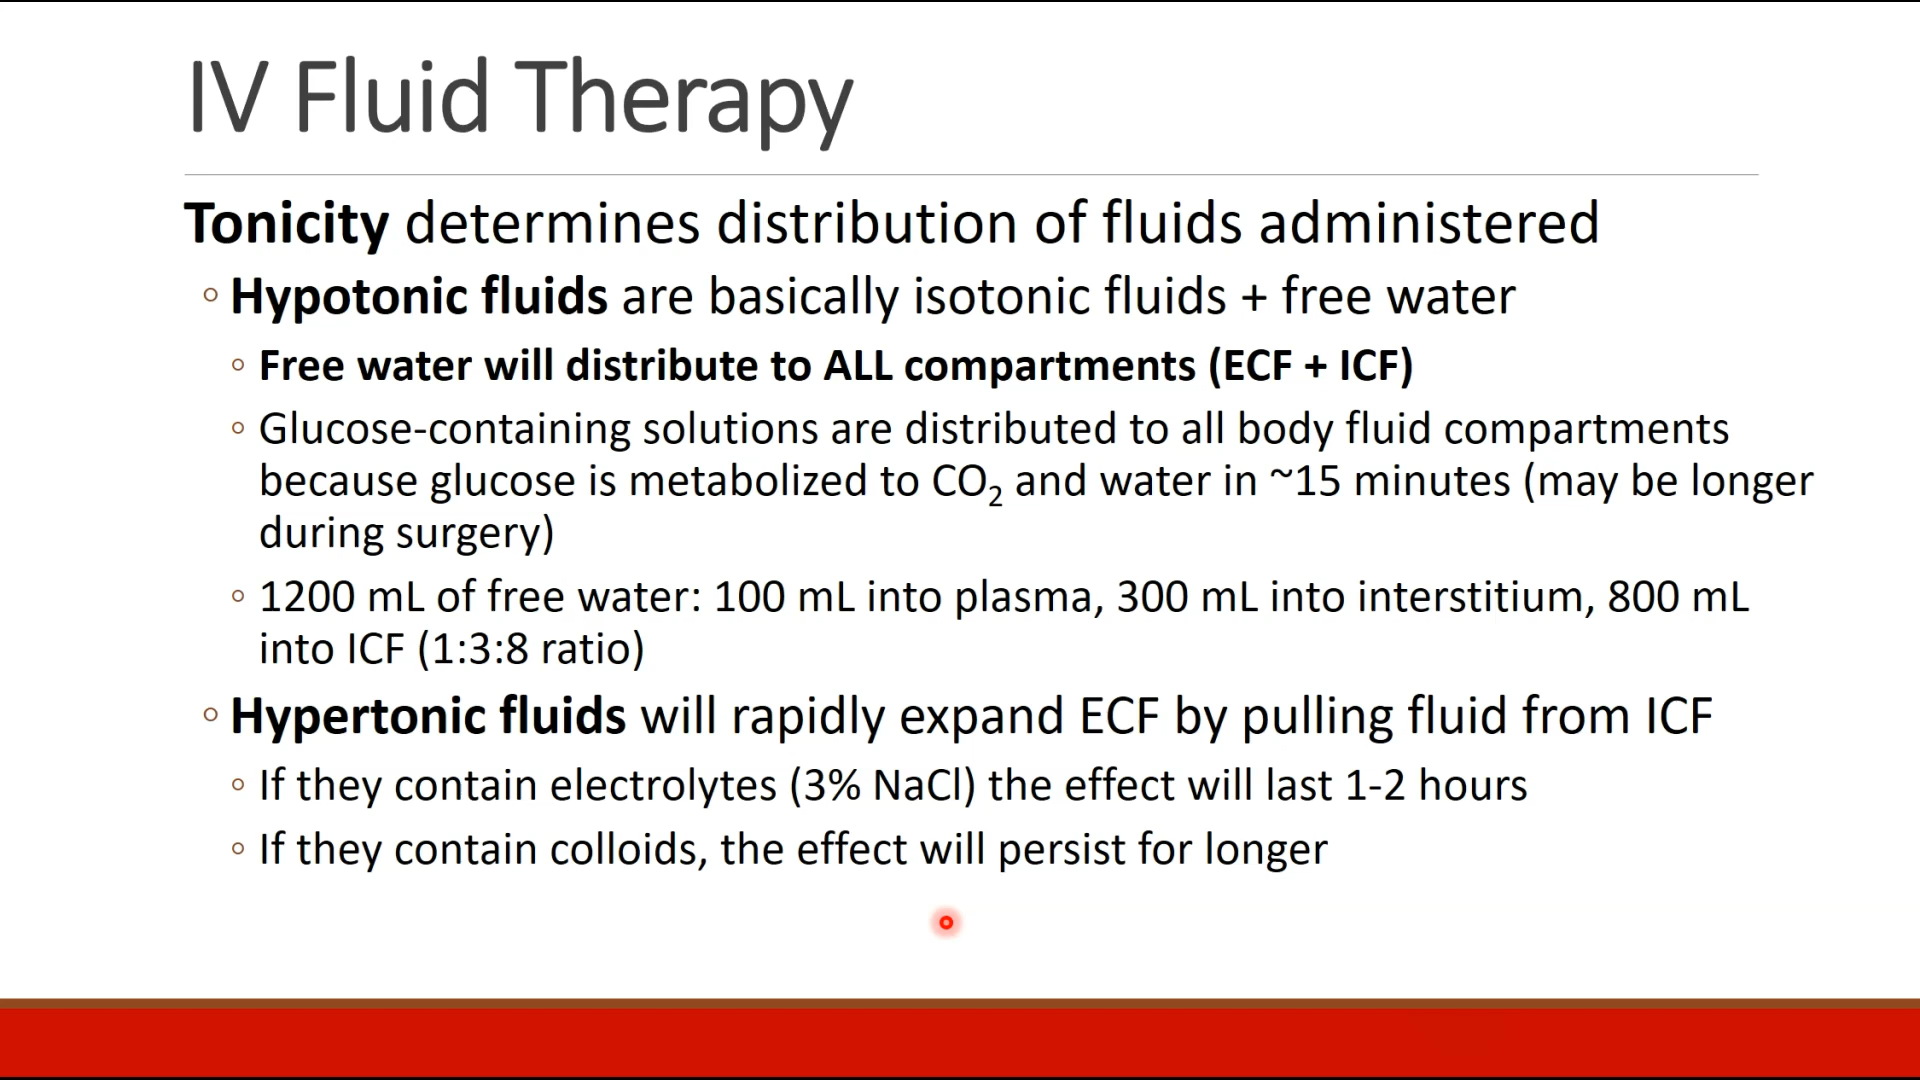 IV Fluid Therapy
Tonicity determines distribution of fluids administered
◦ Hypotonic fluids are basically isotonic fluids + free water
◦ Free water will distribute to ALL compartments (ECF + ICF)
◦ Glucose-containing solutions are distributed to all body fluid compartments
because glucose is metabolized to CO₂ and water in ~15 minutes (may be longer
during surgery)
◦ 1200 mL of free water: 100 mL into plasma, 300 mL into interstitium, 800 mL
into ICF (1:3:8 ratio)
◦ Hypertonic fluids will rapidly expand ECF by pulling fluid from ICF
◦ If they contain electrolytes (3% NaCl) the effect will last 1-2 hours
◦ If they contain colloids, the effect will persist for longer